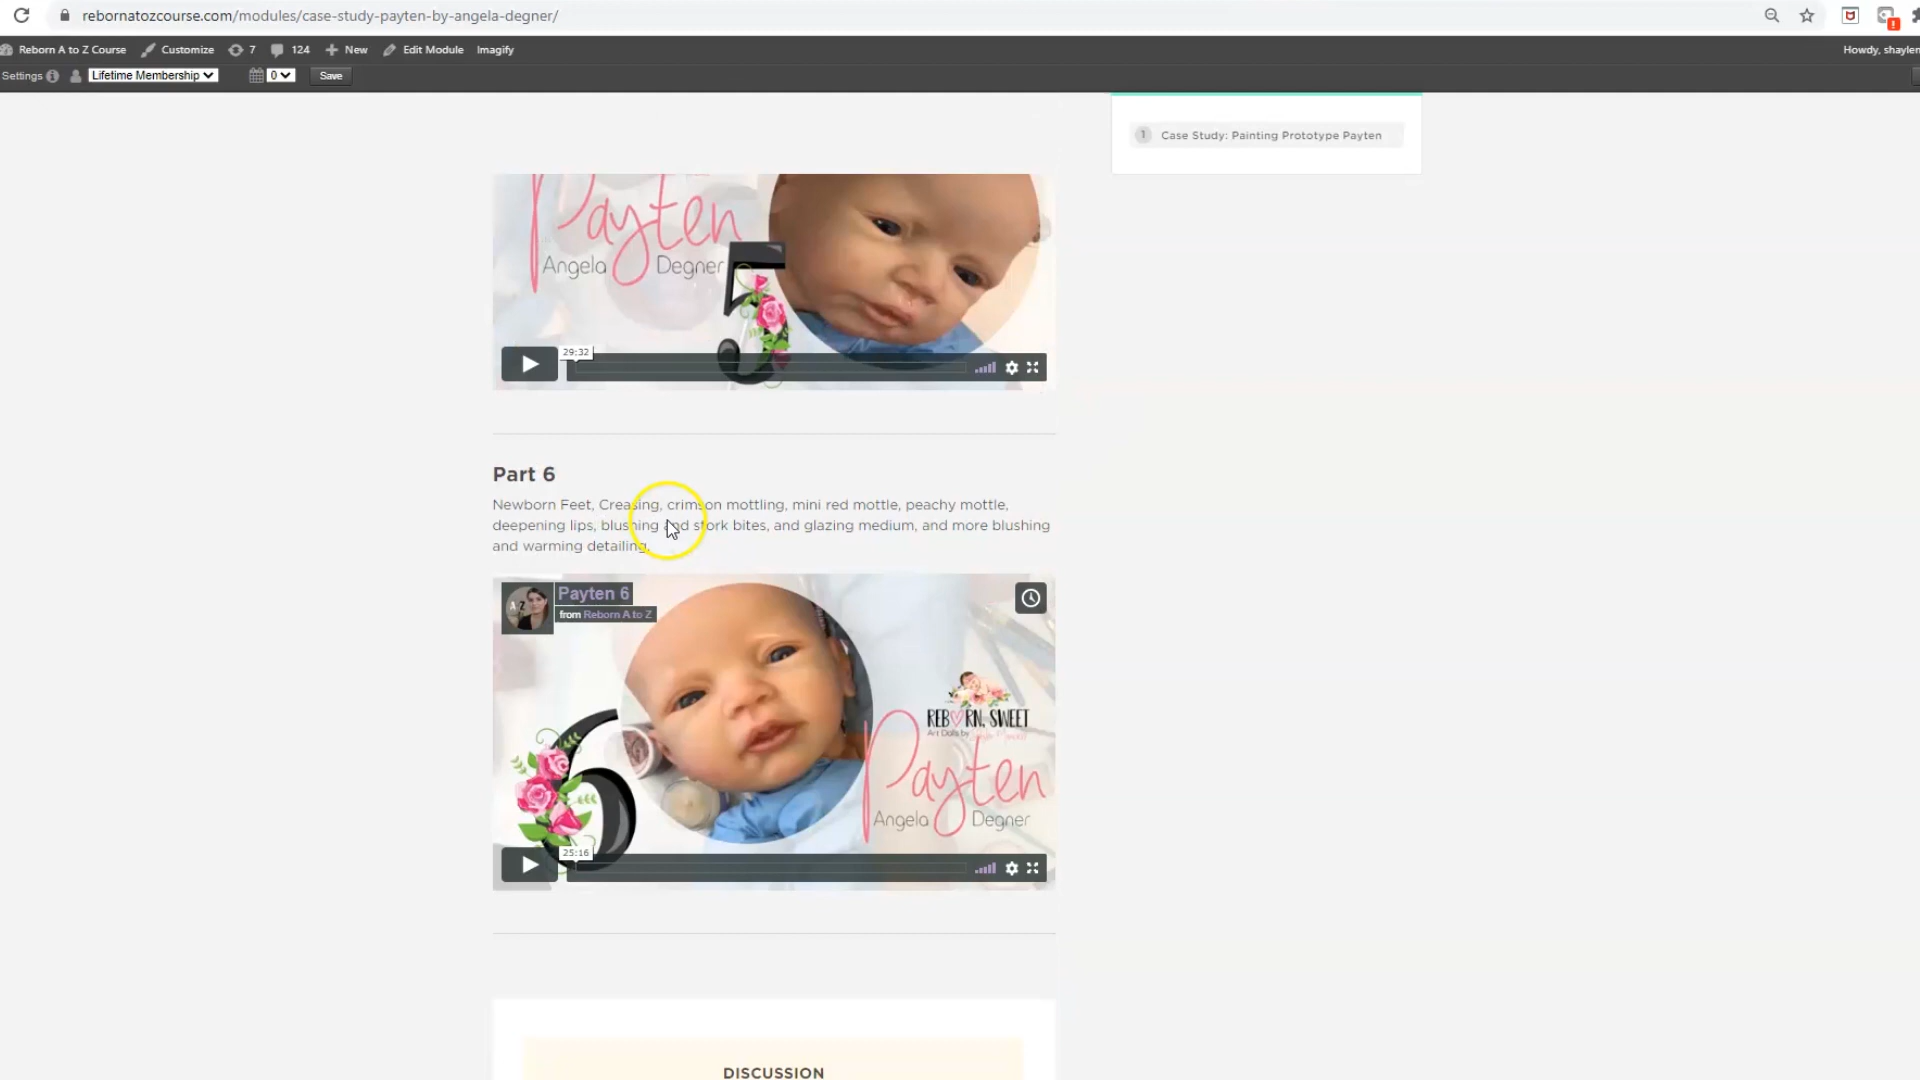 rebornatozcourse.com/modules/case-study-payten-by-angela-degner/
Reborn A to Z Course Customize 7 124 New Edit Module Imagify Howdy, shaylen
Settings Lifetime Membership 0 Save
1 Case Study: Painting Prototype Payten
Payten
Angela Degner
5
29:32
Part 6
Newborn Feet, Creasing, crimson mottling, mini red mottle, peachy mottle,
deepening lips, blushing and stork bites, and glazing medium, and more blushing
and warming detailing.
A Z
Payten 6
from Reborn A to Z
REBORN, SWEET
Art Dolls by
Payten
Angela Degner
6
25:16
DISCUSSION